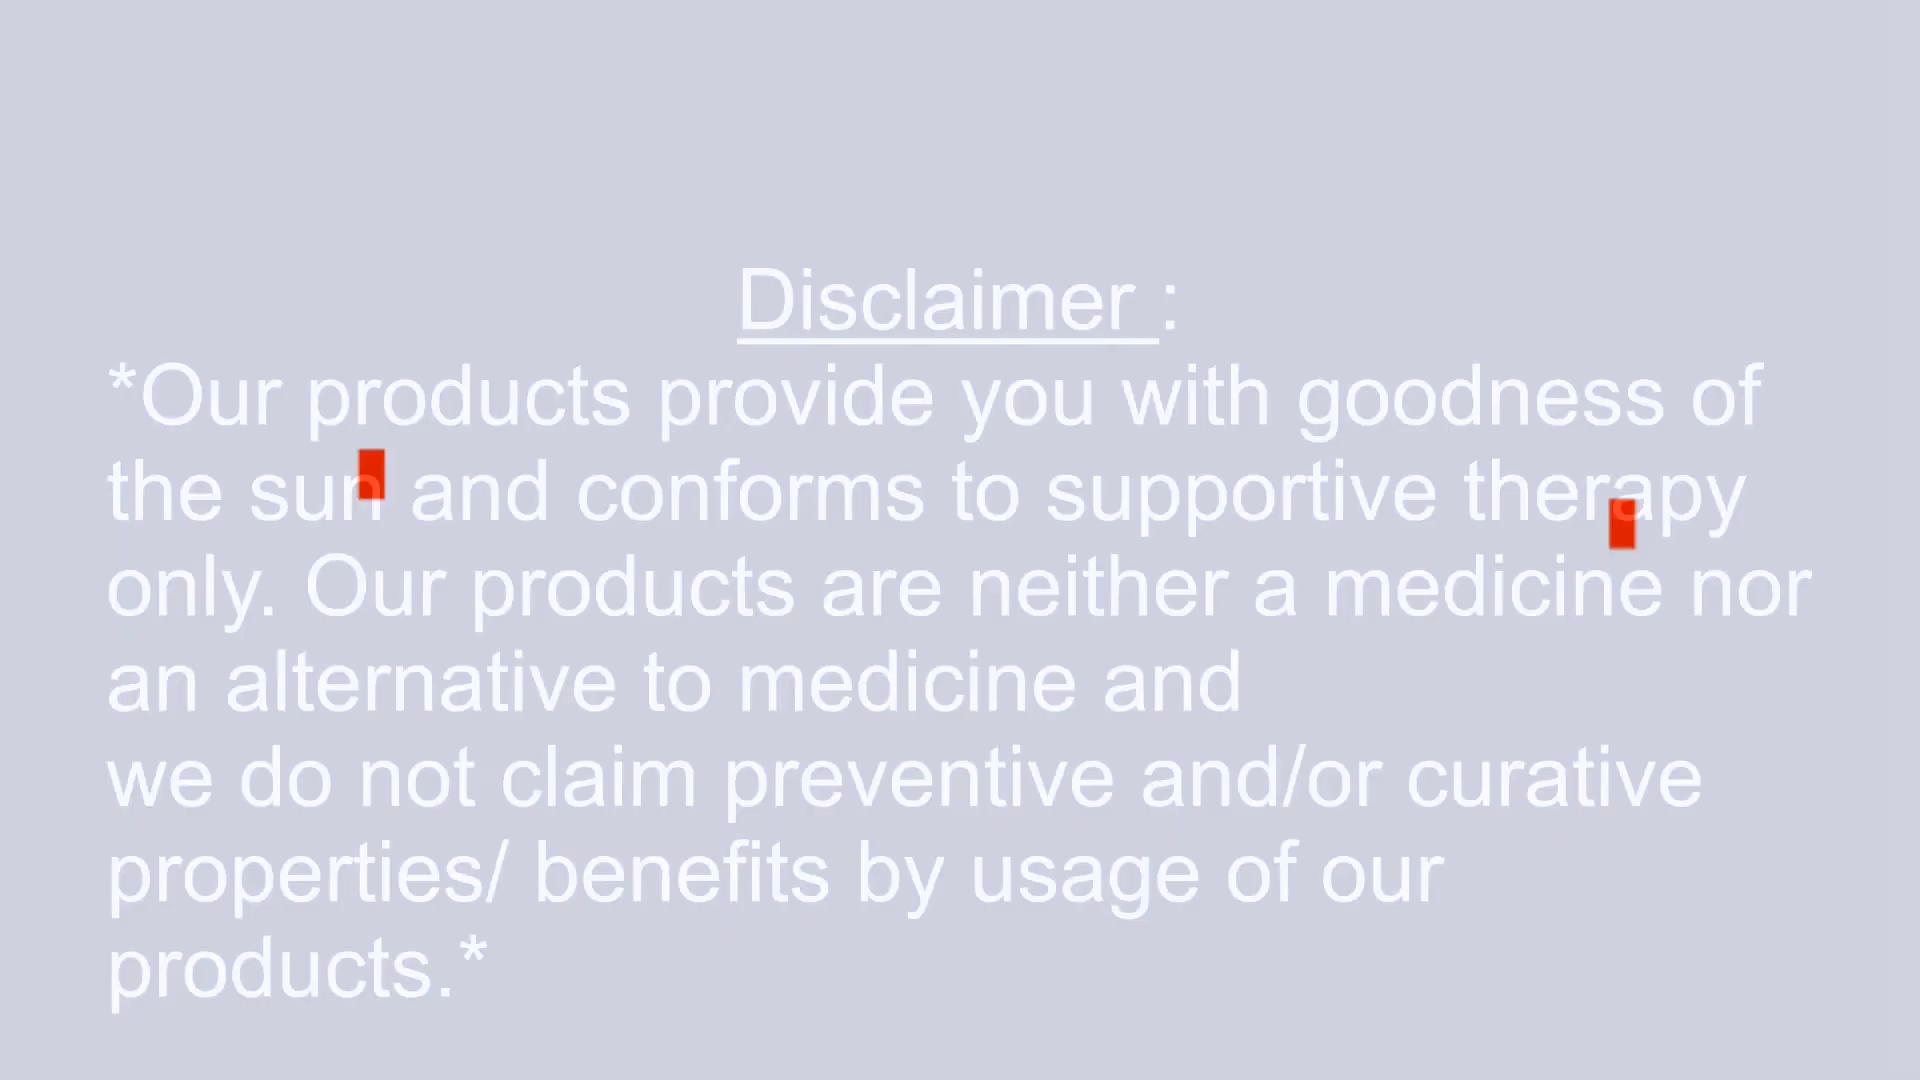 Disclaimer :
*Our products provide you with goodness of
the sun and conforms to supportive therapy
only. Our products are neither a medicine nor
an alternative to medicine and
we do not claim preventive and/or curative
properties/ benefits by usage of our
products.*